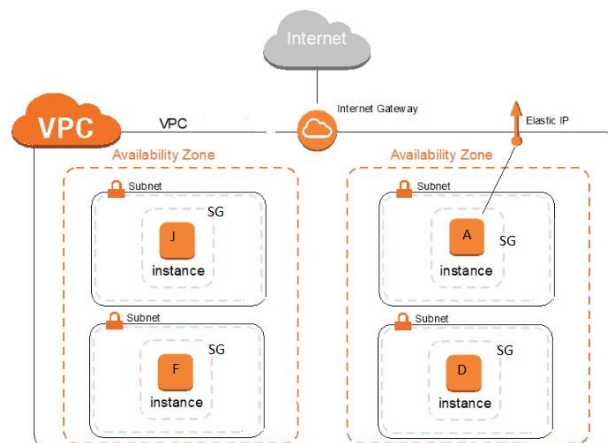 Internet
Internet Gateway
Elastic IP
VPC
VPC
Availability Zone
Availability Zone
Subnet
SG
J
instance
Subnet
A
SG
instance
Subnet
SG
F
instance
Subnet
SG
D
instance